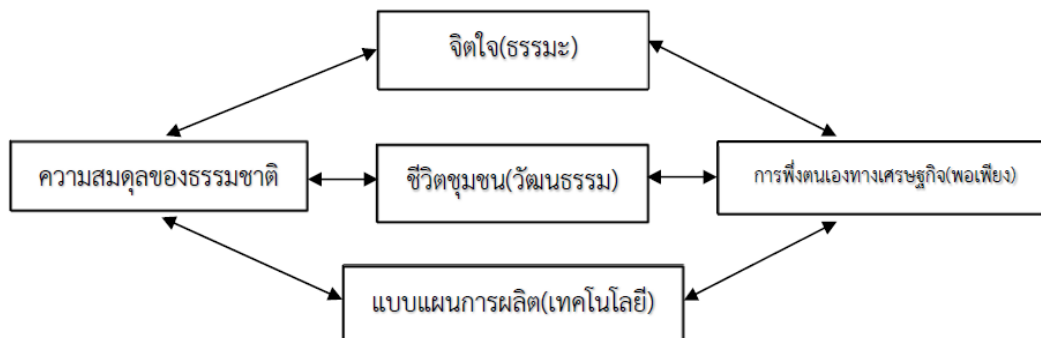 จิตใจ(ธรรมะ)
ความสมดุลของธรรมชาติ
ชีวิตชุมชน(วัฒนธรรม)
การพึ่งตนเองทางเศรษฐกิจ(พอเพียง)
แบบแผนการผลิต(เทคโนโลยี)